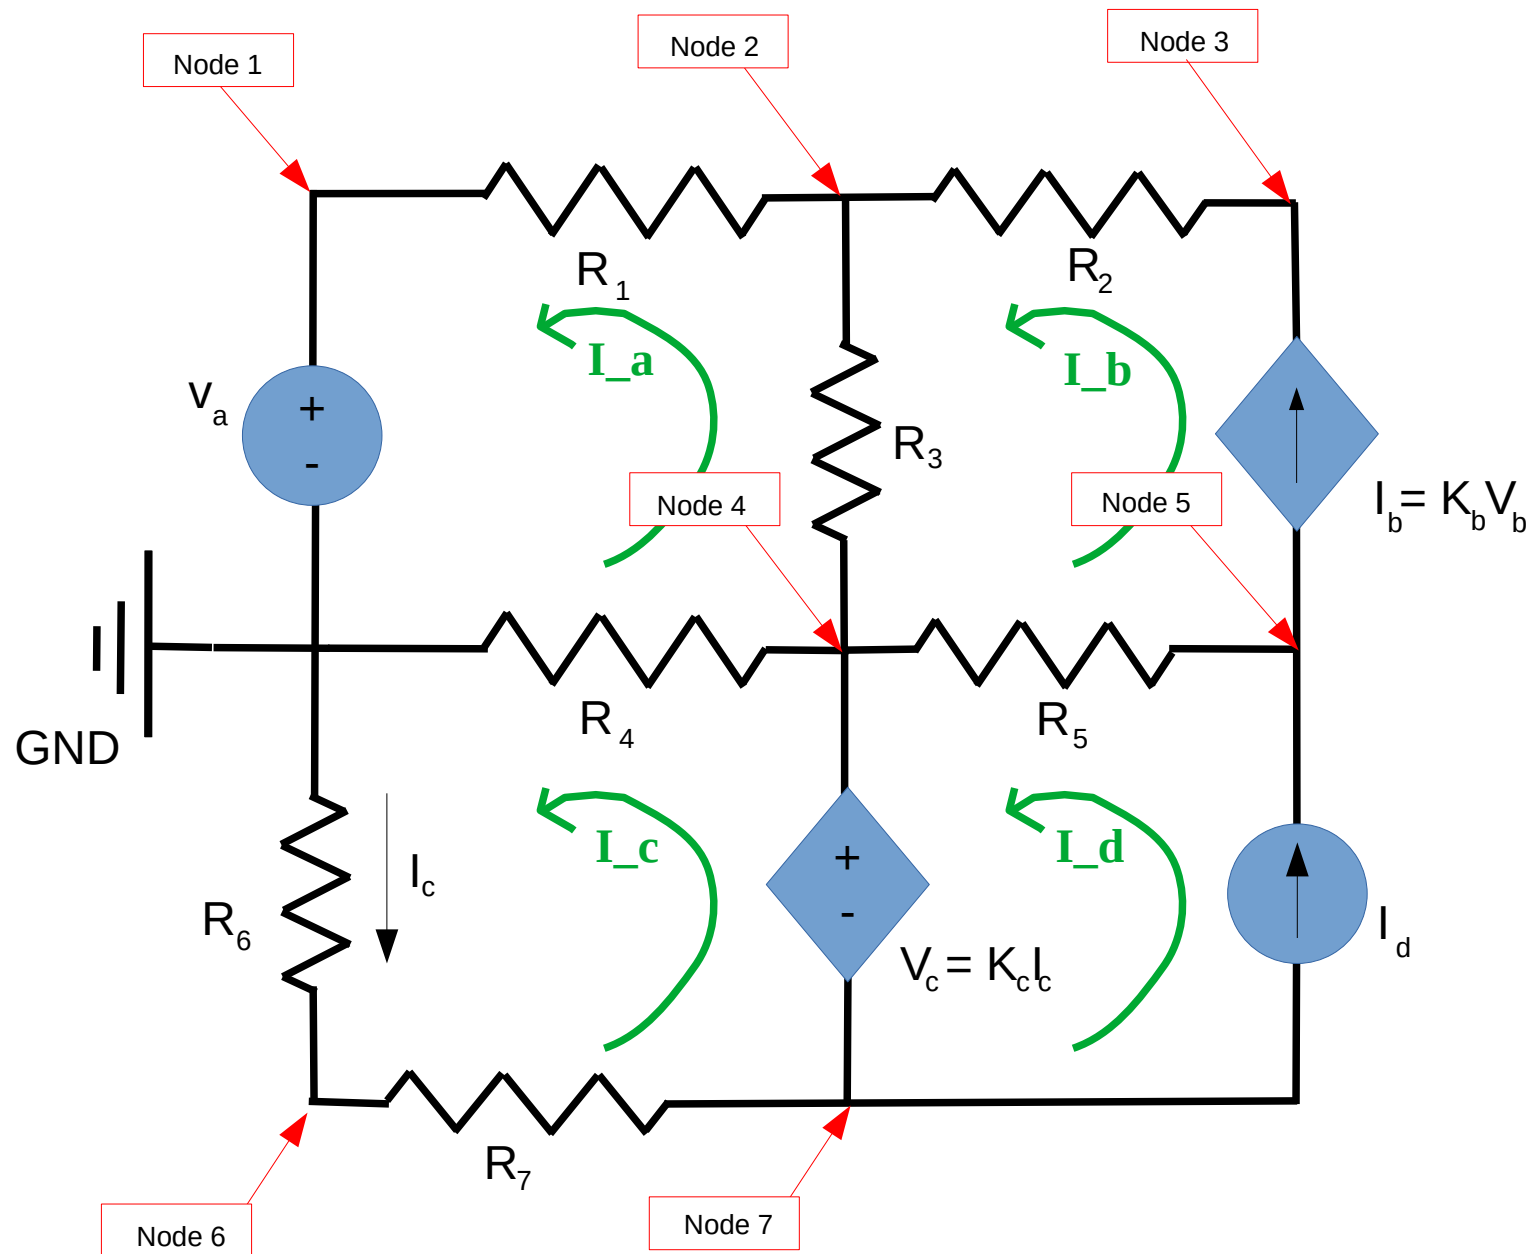 Node 1
Node 2
Node 3
R1
R2
I_a
I_b
va
+
-
R3
Node 4
Node 5
Ib= KbVb
GND
R4
R5
I_c
I_d
Ic
R6
+
-
Vc= KcIc
Id
R7
Node 6
Node 7